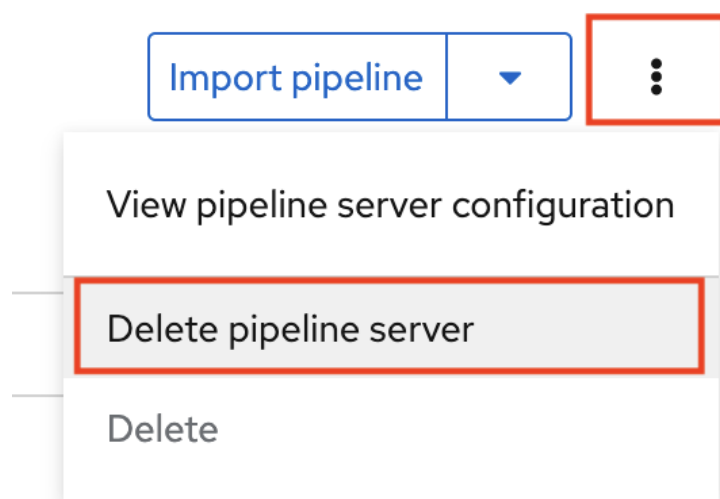 Import pipeline
View pipeline server configuration
Delete pipeline server
Delete